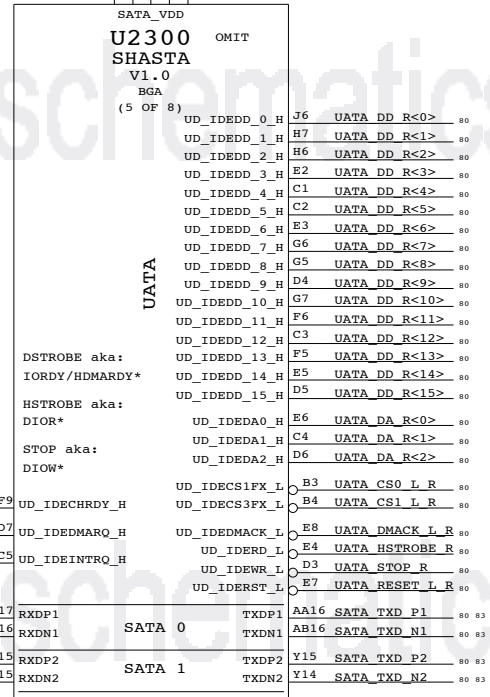 SATA_VDD
U2300 OMIT
SHASTA
V1.0
BGA
(5 OF 8)
UD_IDEDD_0_H J6 UATA_DD_R<0> 80
UD_IDEDD_1_H H7 UATA_DD_R<1> 80
UD_IDEDD_2_H H6 UATA_DD_R<2> 80
UD_IDEDD_3_H E2 UATA_DD_R<3> 80
UD_IDEDD_4_H C1 UATA_DD_R<4> 80
UD_IDEDD_5_H C2 UATA_DD_R<5> 80
UD_IDEDD_6_H E3 UATA_DD_R<6> 80
UD_IDEDD_7_H G6 UATA_DD_R<7> 80
UD_IDEDD_8_H G5 UATA_DD_R<8> 80
UD_IDEDD_9_H D4 UATA_DD_R<9> 80
UATA
UD_IDEDD_10_H G7 UATA_DD_R<10> 80
UD_IDEDD_11_H F6 UATA_DD_R<11> 80
UD_IDEDD_12_H C3 UATA_DD_R<12> 80
DSTROBE aka: UD_IDEDD_13_H F5 UATA_DD_R<13> 80
IORDY/HDMARDY* UD_IDEDD_14_H E5 UATA_DD_R<14> 80
UD_IDEDD_15_H D5 UATA_DD_R<15> 80
HSTROBE aka:
DIOR* UD_IDEDA0_H E6 UATA_DA_R<0> 80
UD_IDEDA1_H C4 UATA_DA_R<1> 80
STOP aka: UD_IDEDA2_H D6 UATA_DA_R<2> 80
DIOW*
UD_IDECS1FX_L B3 UATA_CS0_L_R 80
F9 UD_IDECHRDY_H UD_IDECS3FX_L B4 UATA_CS1_L_R 80
D7 UD_IDEDMARQ_H UD_IDEDMACK_L E8 UATA_DMACK_L_R 80
C5 UD_IDEINTRQ_H UD_IDERD_L E4 UATA_HSTROBE_R 80
UD_IDEWR_L D3 UATA_STOP_R 80
UD_IDERST_L E7 UATA_RESET_L_R 80
17 RXDP1 SATA 0 TXDP1 AA16 SATA_TXD_P1 80 83
16 RXDN1 TXDN1 AB16 SATA_TXD_N1 80 83
15 RXDP2 SATA 1 TXDP2 Y15 SATA_TXD_P2 80 83
15 RXDN2 TXDN2 Y14 SATA_TXD_N2 80 83
schematics
schematics